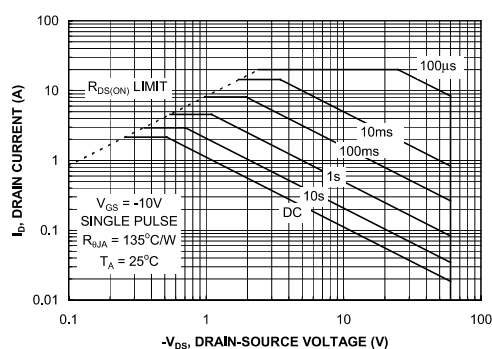 100
10
1
0.1
0.01
I_D, DRAIN CURRENT (A)
R_DS(ON) LIMIT
100µs
10ms
100ms
1s
10s
DC
V_GS = -10V
SINGLE PULSE
R_θJA = 135°C/W
T_A = 25°C
0.1
1
10
100
-V_DS, DRAIN-SOURCE VOLTAGE (V)